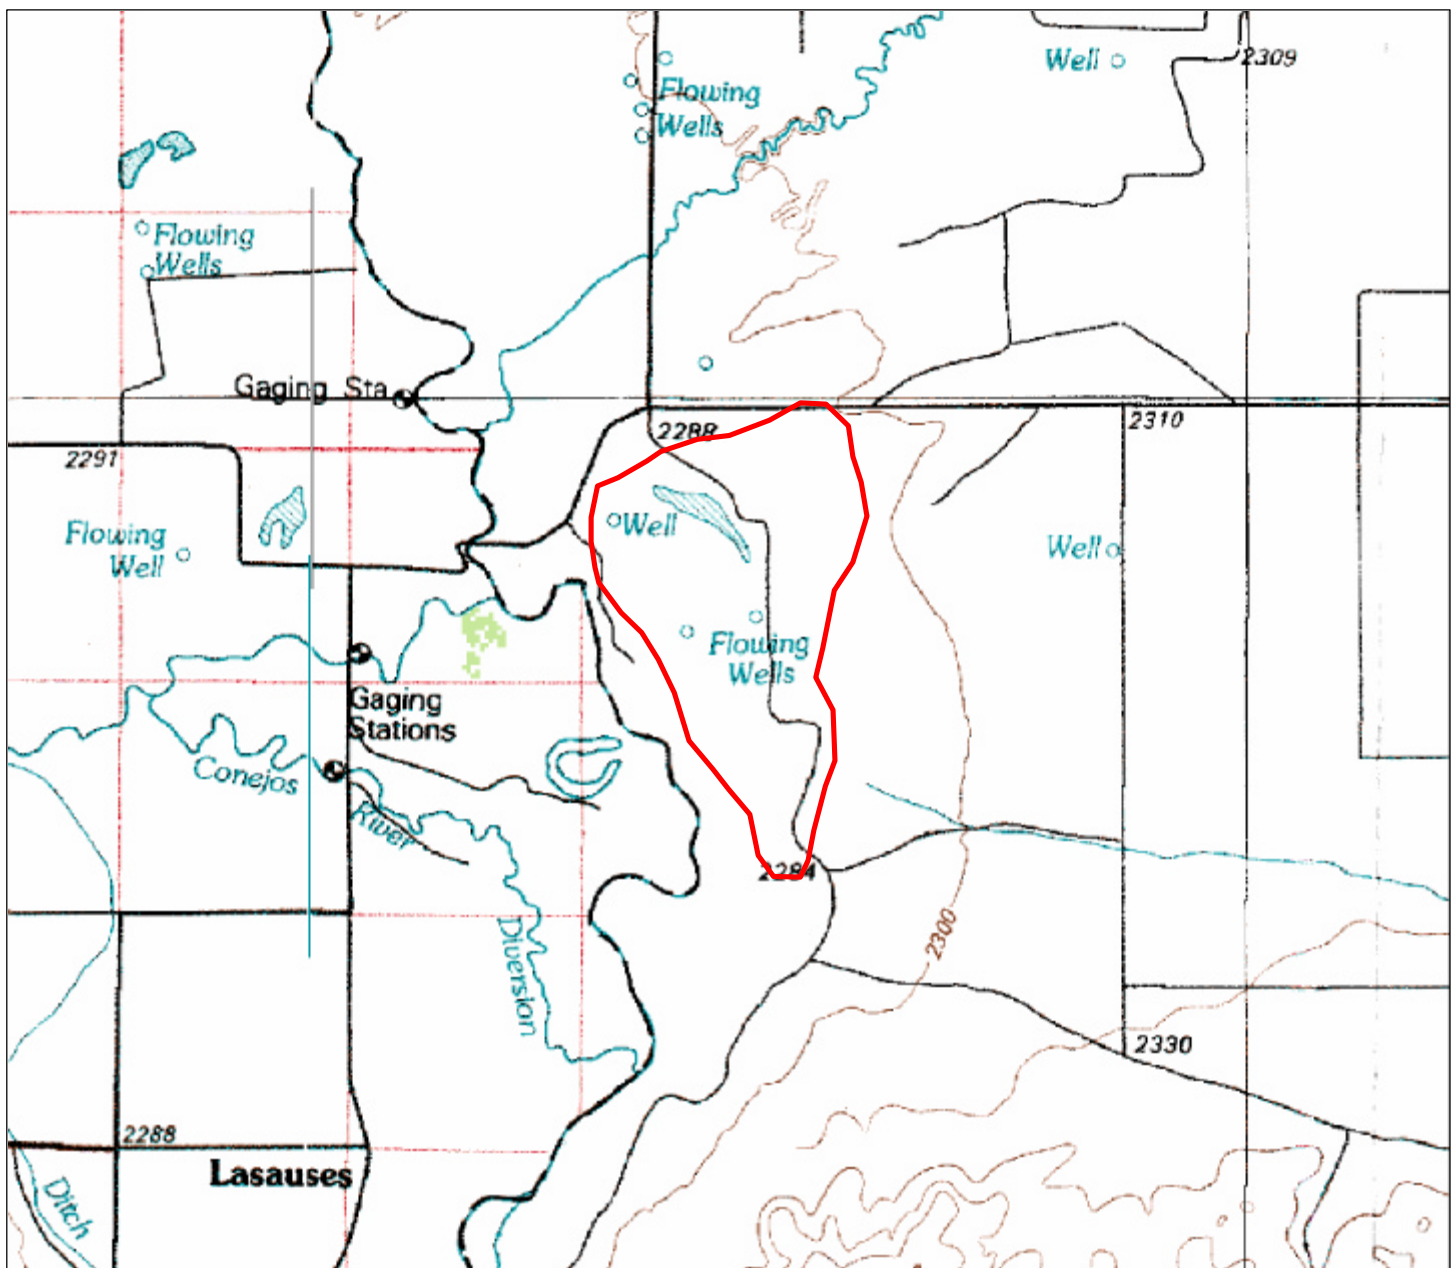 2309
Well
Flowing
Wells
Flowing
Wells
Gaging Sta
2288
2310
2291
Well
Flowing
Well
Well
Flowing
Wells
Gaging
Stations
Conejos
River
2284
Diversion
2300
2330
2288
Lasauses
Ditch